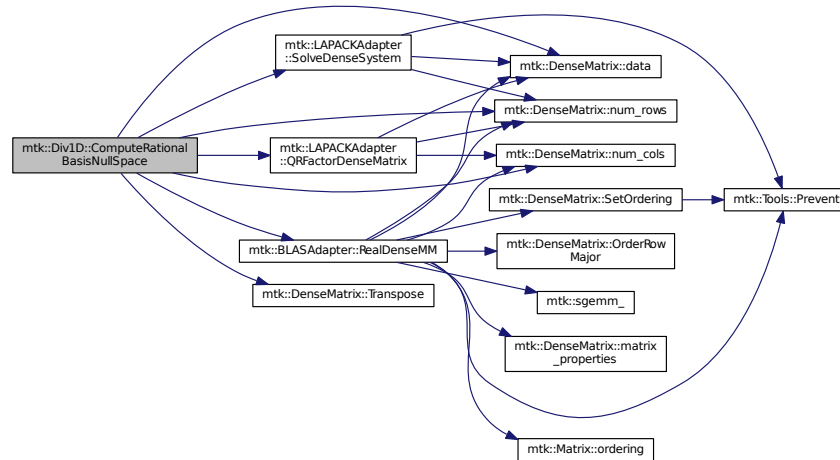 mtk::LAPACKAdapter
::SolveDenseSystem
mtk::DenseMatrix::data
mtk::DenseMatrix::num_rows
mtk::Div1D::ComputeRational
BasisNullSpace
mtk::LAPACKAdapter
::QRFactorDenseMatrix
mtk::DenseMatrix::num_cols
mtk::DenseMatrix::SetOrdering
mtk::Tools::Prevent
mtk::BLASAdapter::RealDenseMM
mtk::DenseMatrix::OrderRow
Major
mtk::DenseMatrix::Transpose
mtk::sgemm_
mtk::DenseMatrix::matrix
_properties
mtk::Matrix::ordering